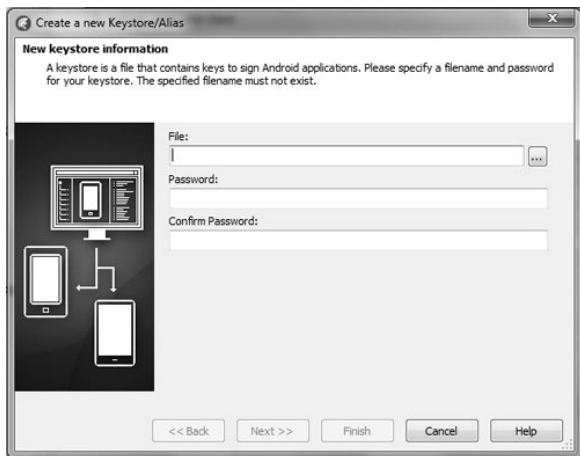 Create a new Keystore/Alias
New keystore information
A keystore is a file that contains keys to sign Android applications. Please specify a filename and password
for your keystore. The specified filename must not exist.
File:
...
Password:
Confirm Password:
<< Back Next >> Finish Cancel Help